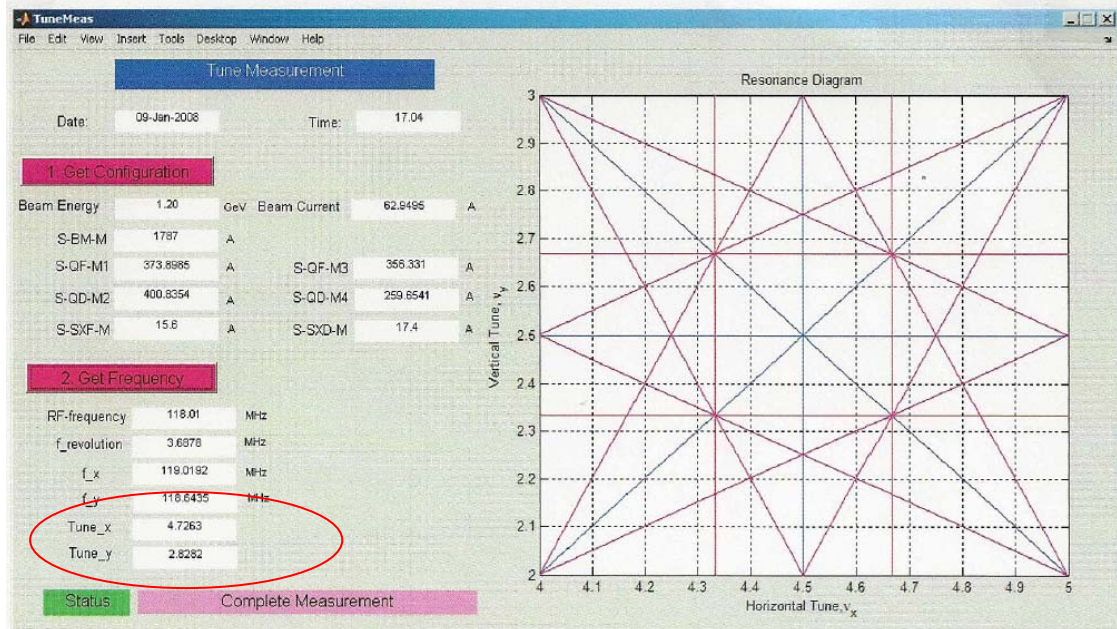 TuneMeas
File Edit View Insert Tools Desktop Window Help
Tune Measurement
Date: 09-Jan-2008 Time: 17.04
1. Get Configuration
Beam Energy 1.20 GeV Beam Current 62.9495 A
S-BM-M 1787 A
S-QF-M1 373.8985 A S-QF-M3 356.331 A
S-QD-M2 400.8354 A S-QD-M4 259.6541 A
S-SXF-M 15.6 A S-SXD-M 17.4 A
2. Get Frequency
RF-frequency 118.01 MHz
f_revolution 3.6878 MHz
f_x 119.0192 MHz
f_y 118.6435 MHz
Tune_x 4.7263
Tune_y 2.8282
Status Complete Measurement
Resonance Diagram
3
2.9
2.8
2.7
2.6
2.5
2.4
2.3
2.2
2.1
2
Vertical Tune, νy
4 4.1 4.2 4.3 4.4 4.5 4.6 4.7 4.8 4.9 5
Horizontal Tune,νx